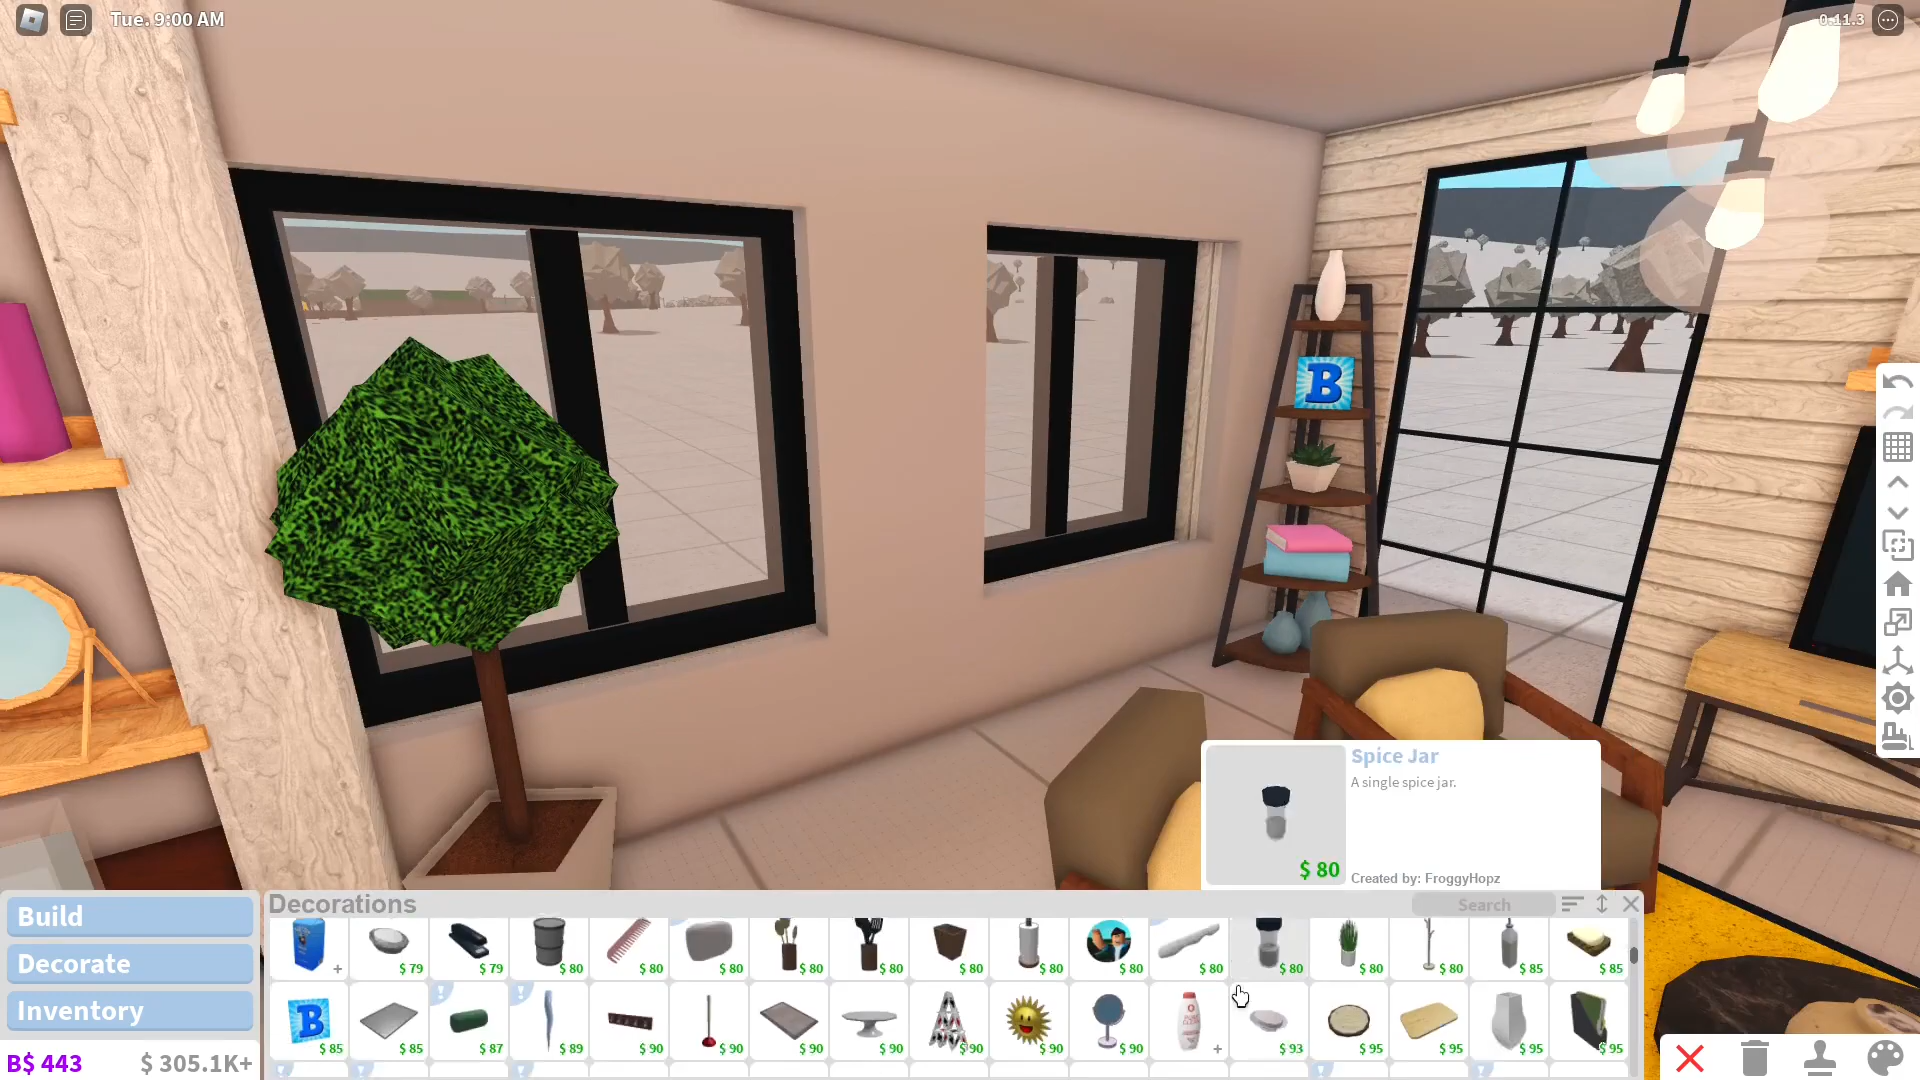 Tue. 9:00 AM
0.11.3
B
Spice Jar
A single spice jar.
$ 80
Created by: FroggyHopz
Build
Decorate
Inventory
B$ 443
$ 305.1K+
Decorations
Search
+ $ 79 $ 79 $ 80 $ 80 $ 80 $ 80 $ 80 $ 80 $ 80 $ 80 $ 80 $ 80 $ 80 $ 80 $ 85 $ 85
B
$ 85 $ 85 $ 87 $ 89 $ 90 $ 90 $ 90 $ 90 $ 90 $ 90 $ 90 + $ 93 $ 95 $ 95 $ 95 $ 95